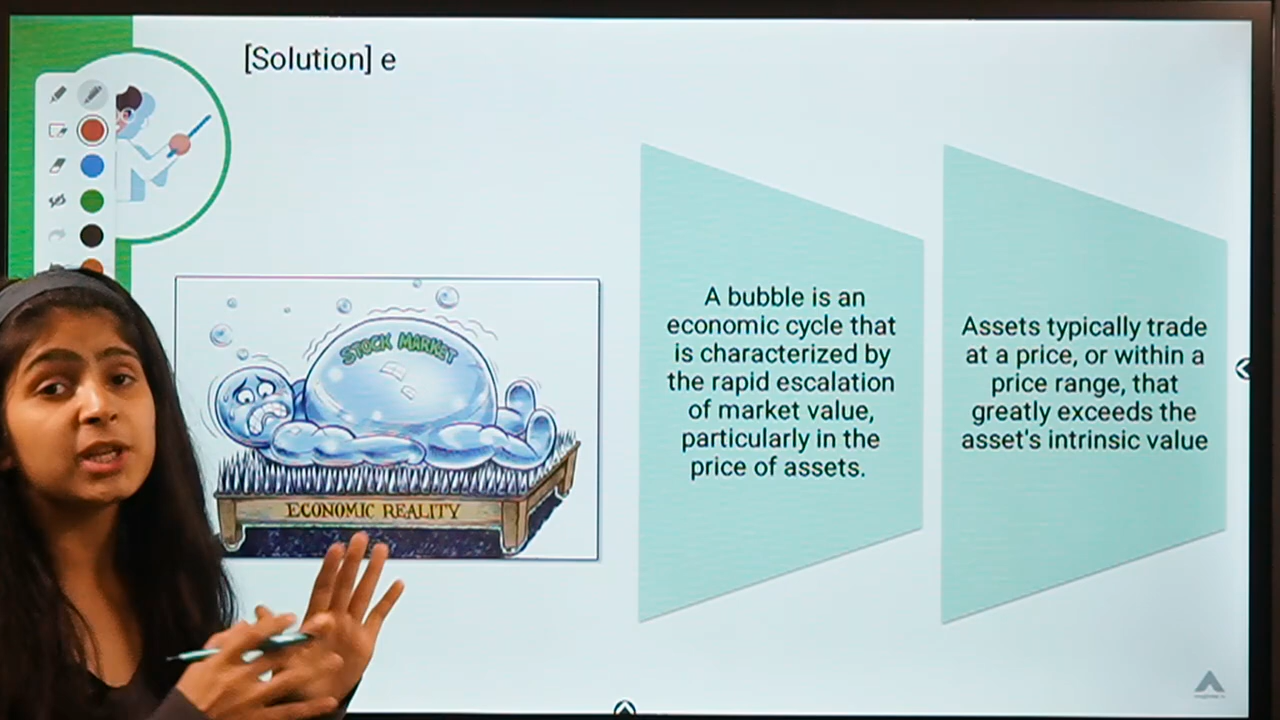 [Solution] e
STOCK MARKET
ECONOMIC REALITY
A bubble is an
economic cycle that
is characterized by
the rapid escalation
of market value,
particularly in the
price of assets.
Assets typically trade
at a price, or within a
price range, that
greatly exceeds the
asset's intrinsic value